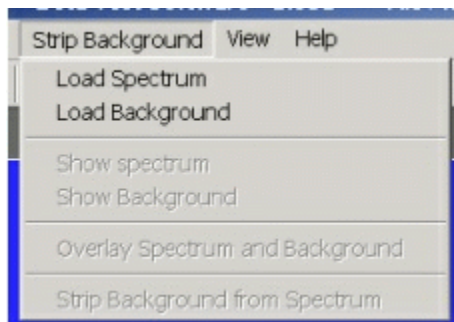 Strip Background View Help
Load Spectrum
Load Background
Show spectrum
Show Background
Overlay Spectrum and Background
Strip Background from Spectrum